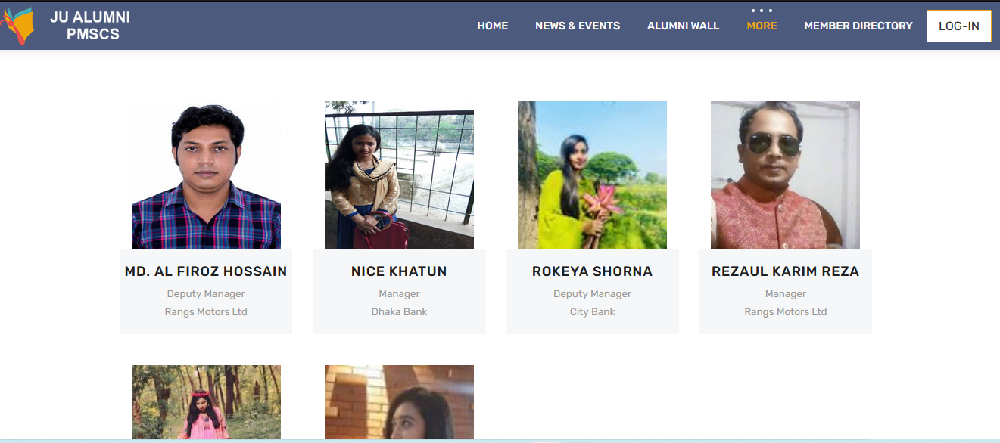 JU ALUMNI
PMSCS
HOME
NEWS & EVENTS
ALUMNI WALL
MORE
MEMBER DIRECTORY
LOG-IN
MD. AL FIROZ HOSSAIN
Deputy Manager
Rangs Motors Ltd
NICE KHATUN
Manager
Dhaka Bank
ROKEYA SHORNA
Deputy Manager
City Bank
REZAUL KARIM REZA
Manager
Rangs Motors Ltd